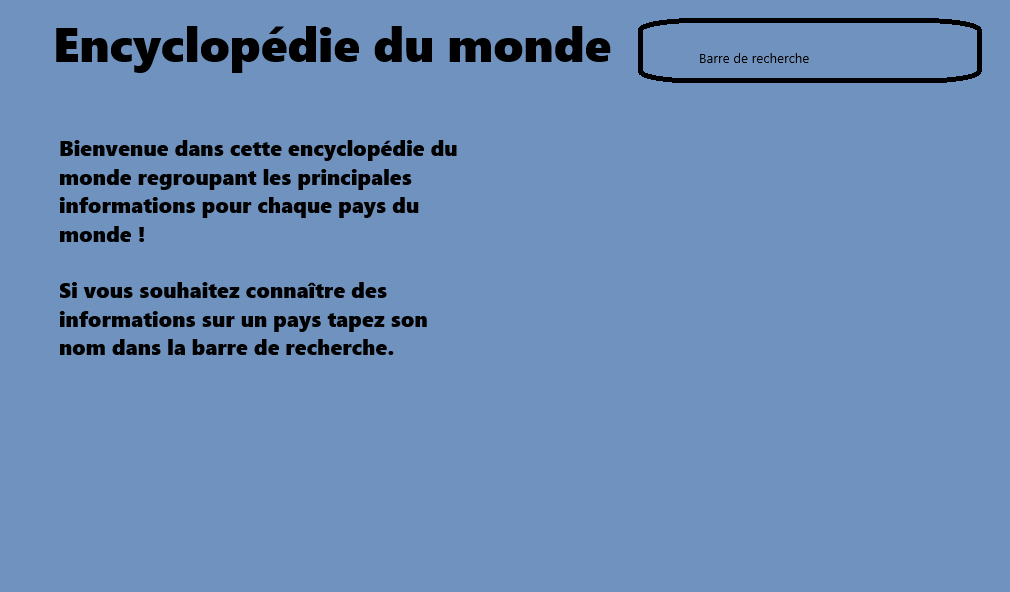 Encyclopédie du monde
Barre de recherche
Bienvenue dans cette encyclopédie du
monde regroupant les principales
informations pour chaque pays du
monde !
Si vous souhaitez connaître des
informations sur un pays tapez son
nom dans la barre de recherche.